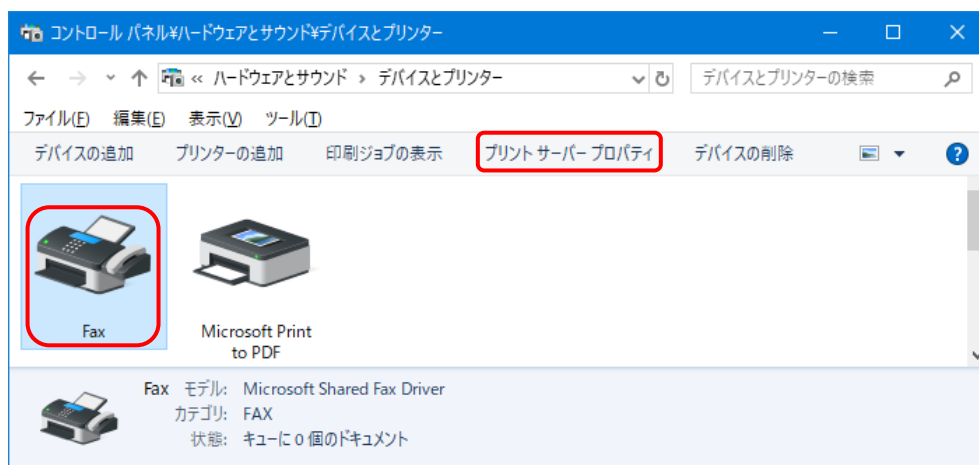 コントロール パネル¥ハードウェアとサウンド¥デバイスとプリンター
« ハードウェアとサウンド › デバイスとプリンター デバイスとプリンターの検索
ファイル(F) 編集(E) 表示(V) ツール(T)
デバイスの追加 プリンターの追加 印刷ジョブの表示 プリント サーバー プロパティ デバイスの削除
Fax
Microsoft Print
to PDF
Fax モデル: Microsoft Shared Fax Driver
カテゴリ: FAX
状態: キューに 0 個のドキュメント